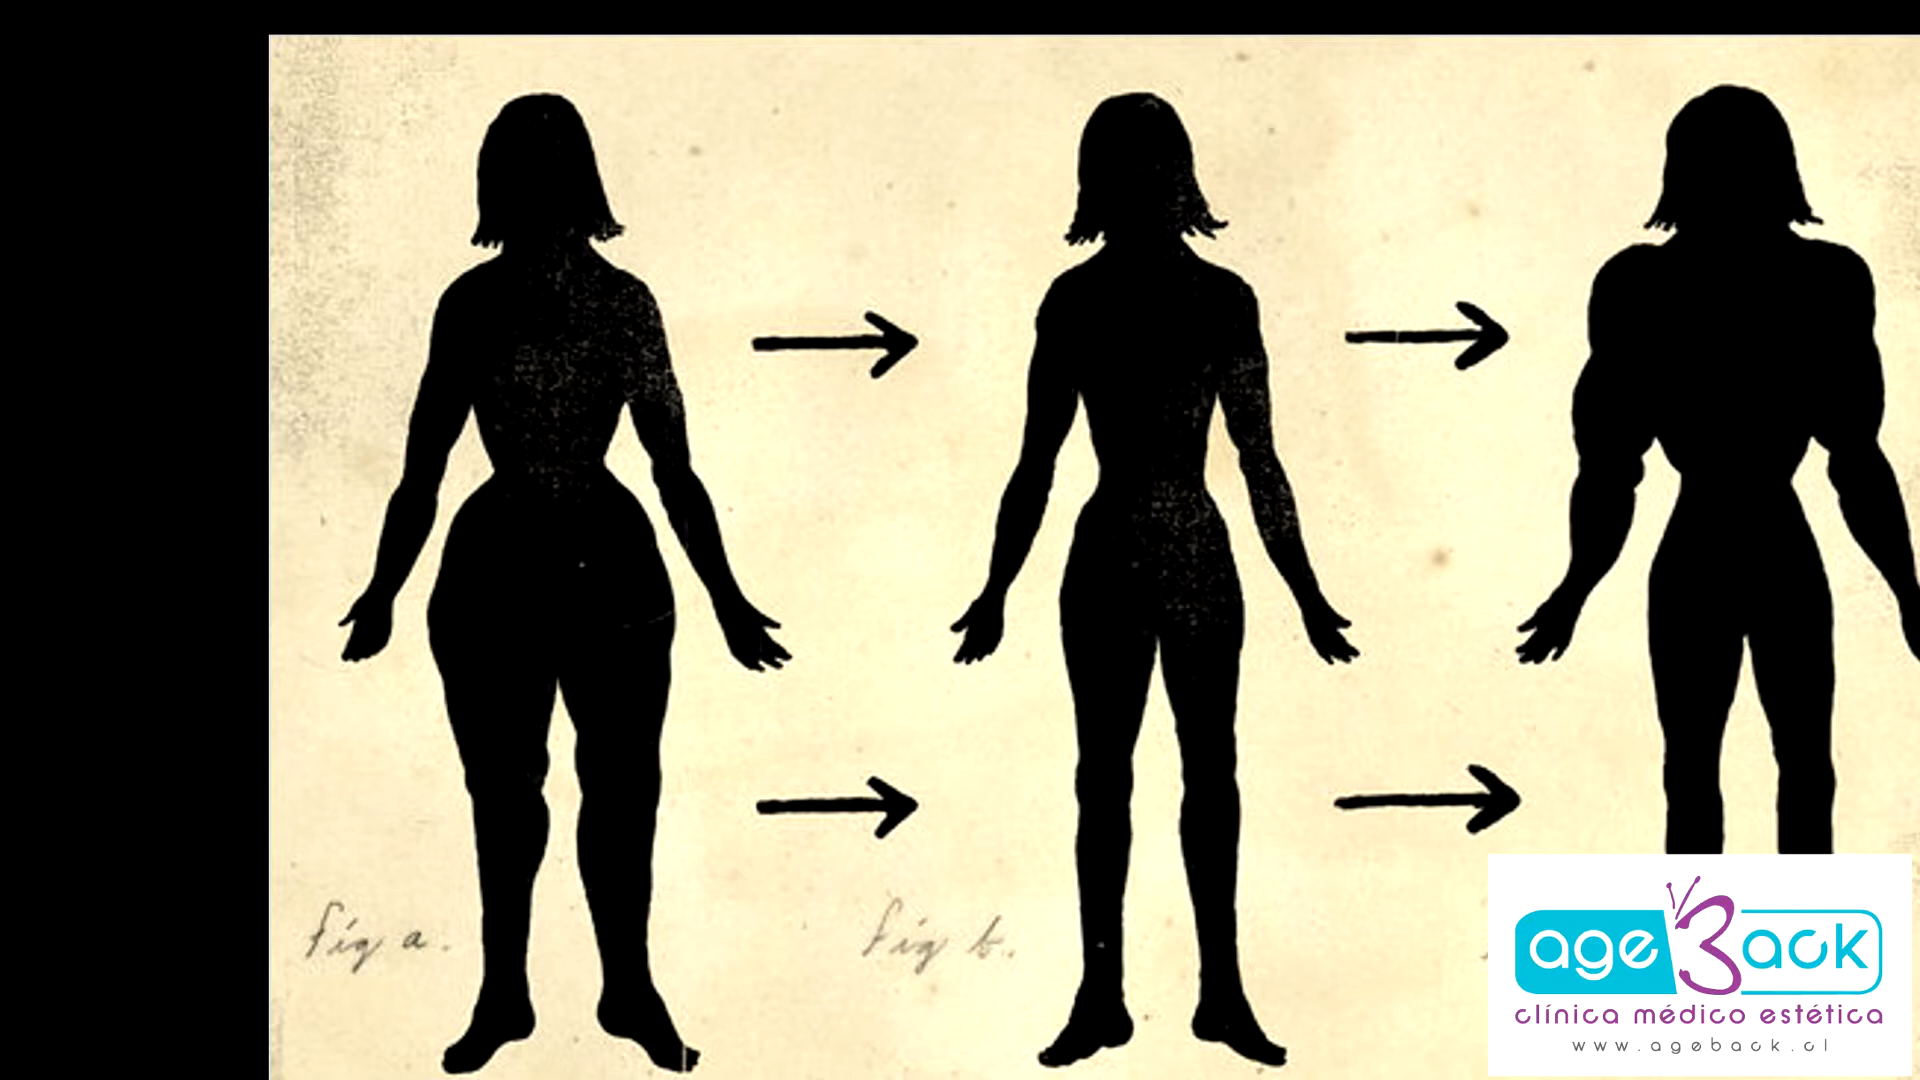 fig a.
fig b.
ageBack
clínica médico estética
www.ageback.cl